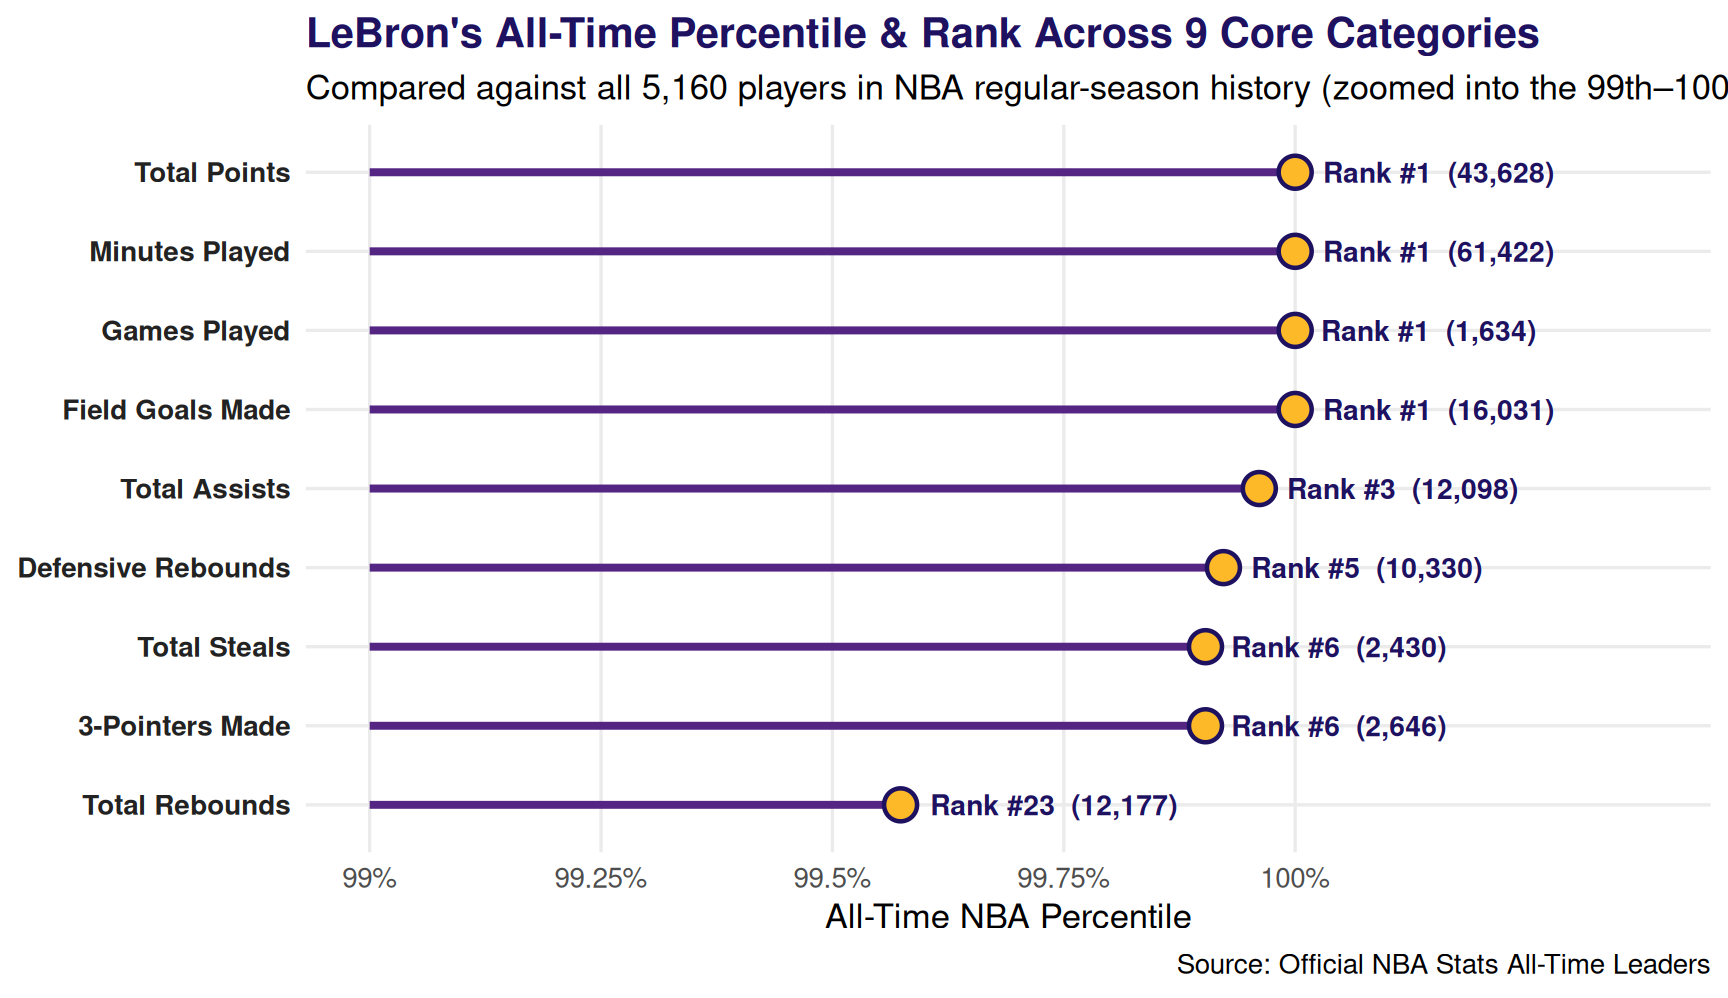 LeBron's All-Time Percentile & Rank Across 9 Core Categories
Compared against all 5,160 players in NBA regular-season history (zoomed into the 99th–100
Total Points Rank #1 (43,628)
Minutes Played Rank #1 (61,422)
Games Played Rank #1 (1,634)
Field Goals Made Rank #1 (16,031)
Total Assists Rank #3 (12,098)
Defensive Rebounds Rank #5 (10,330)
Total Steals Rank #6 (2,430)
3-Pointers Made Rank #6 (2,646)
Total Rebounds Rank #23 (12,177)
99% 99.25% 99.5% 99.75% 100%
All-Time NBA Percentile
Source: Official NBA Stats All-Time Leaders